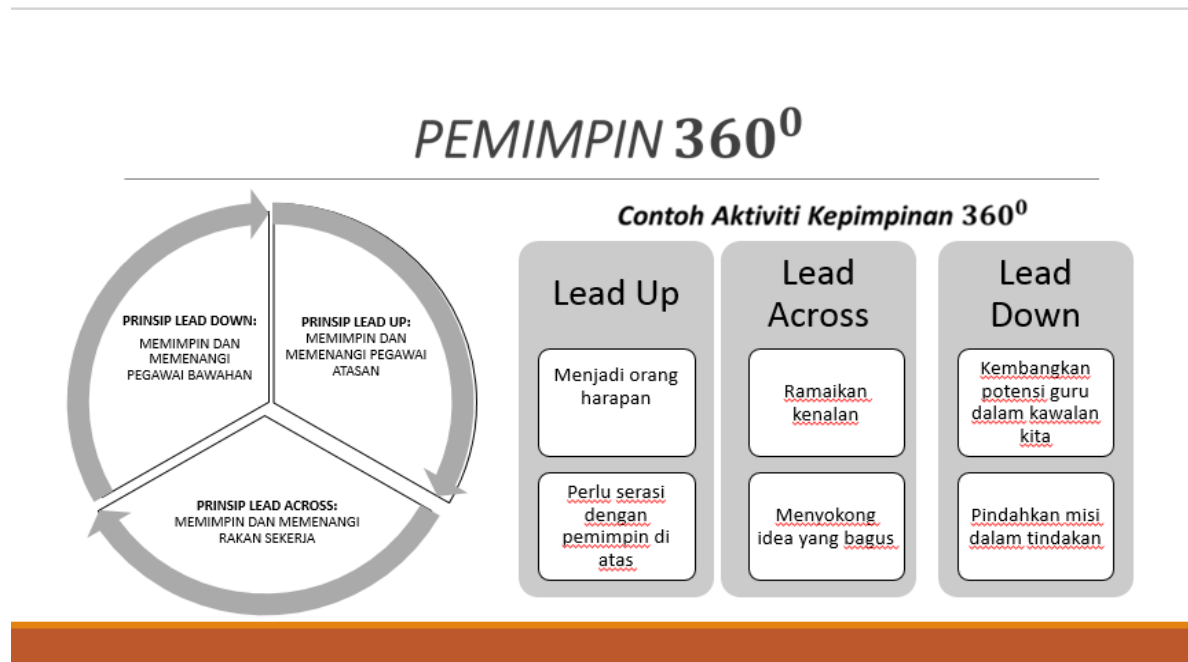 PEMIMPIN 360⁰
PRINSIP LEAD DOWN:
MEMIMPIN DAN
MEMENANGI
PEGAWAI BAWAHAN
PRINSIP LEAD UP:
MEMIMPIN DAN
MEMENANGI PEGAWAI
ATASAN
PRINSIP LEAD ACROSS:
MEMIMPIN DAN MEMENANGI
RAKAN SEKERJA
Contoh Aktiviti Kepimpinan 360⁰
Lead Up
Menjadi orang
harapan
Perlu serasi
dengan
pemimpin di
atas
Lead
Across
Ramaikan
kenalan
Menyokong
idea yang bagus
Lead
Down
Kembangkan
potensi guru
dalam kawalan
kita
Pindahkan misi
dalam tindakan